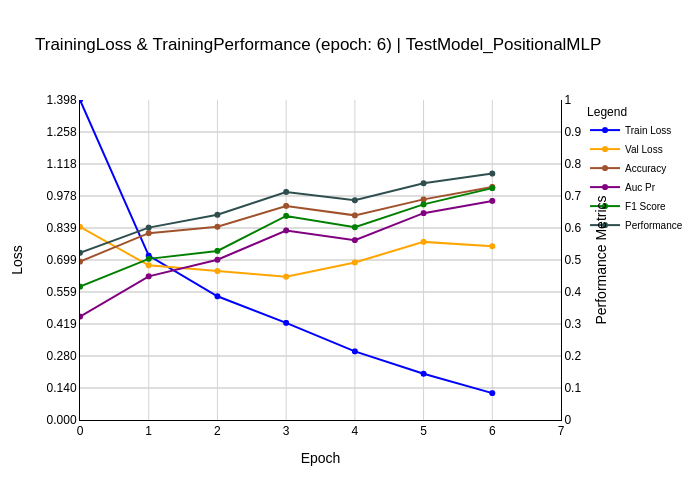 TrainingLoss & TrainingPerformance (epoch: 6) | TestModel_PositionalMLP
Legend
Train Loss
Val Loss
Accuracy
Auc Pr
F1 Score
Performance
Loss
1.398
1.258
1.118
0.978
0.839
0.699
0.559
0.419
0.280
0.140
0.000
1
0.9
0.8
0.7
0.6
0.5
0.4
0.3
0.2
0.1
0
Performance Metrics
0 1 2 3 4 5 6 7
Epoch